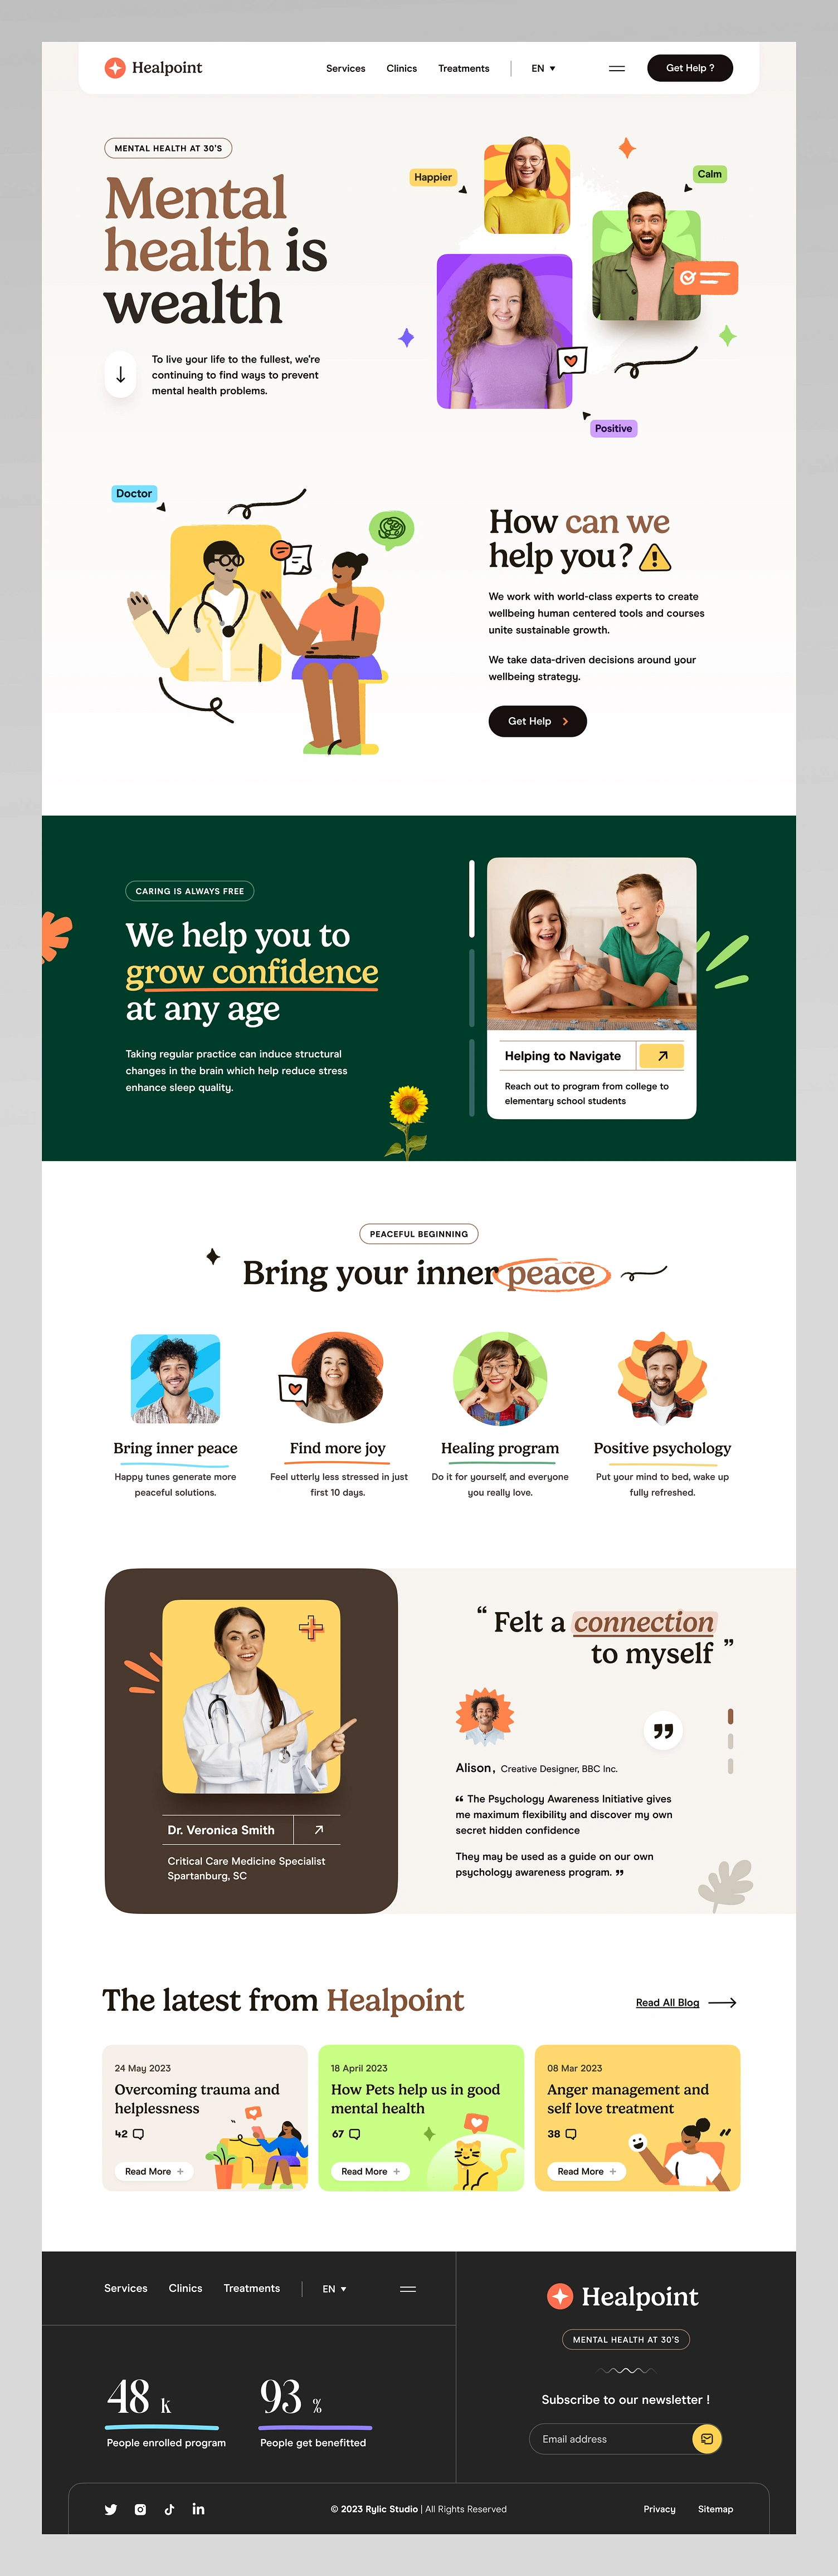 Healpoint
Services Clinics Treatments EN Get Help ?
MENTAL HEALTH AT 30'S
Mental
health is
wealth
To live your life to the fullest, we're
continuing to find ways to prevent
mental health problems.
Happier
Calm
Positive
Doctor
How can we
help you?
We work with world-class experts to create
wellbeing human centered tools and courses
unite sustainable growth.
We take data-driven decisions around your
wellbeing strategy.
Get Help
CARING IS ALWAYS FREE
We help you to
grow confidence
at any age
Taking regular practice can induce structural
changes in the brain which help reduce stress
enhance sleep quality.
Helping to Navigate
Reach out to program from college to
elementary school students
PEACEFUL BEGINNING
Bring your inner peace
Bring inner peace
Happy tunes generate more
peaceful solutions.
Find more joy
Feel utterly less stressed in just
first 10 days.
Healing program
Do it for yourself, and everyone
you really love.
Positive psychology
Put your mind to bed, wake up
fully refreshed.
Dr. Veronica Smith
Critical Care Medicine Specialist
Spartanburg, SC
“ Felt a connection
to myself ”
”
Alison, Creative Designer, BBC Inc.
“ The Psychology Awareness Initiative gives
me maximum flexibility and discover my own
secret hidden confidence
They may be used as a guide on our own
psychology awareness program. ”
The latest from Healpoint
Read All Blog
24 May 2023
Overcoming trauma and
helplessness
42
Read More +
18 April 2023
How Pets help us in good
mental health
67
Read More +
08 Mar 2023
Anger management and
self love treatment
38
Read More +
Services Clinics Treatments EN
48 k
People enrolled program
93 %
People get benefitted
Healpoint
MENTAL HEALTH AT 30'S
Subscribe to our newsletter !
Email address
© 2023 Rylic Studio | All Rights Reserved
Privacy Sitemap